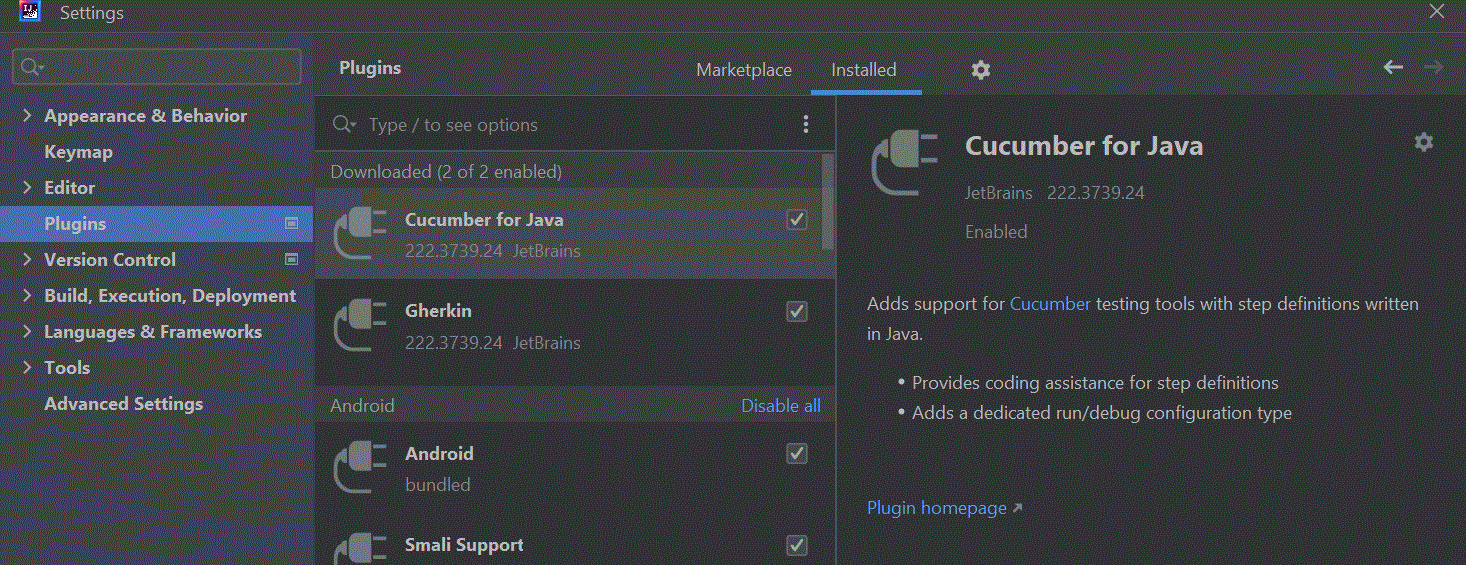 Settings
Appearance & Behavior
Keymap
Editor
Plugins
Version Control
Build, Execution, Deployment
Languages & Frameworks
Tools
Advanced Settings
Plugins
Marketplace
Installed
Type / to see options
Downloaded (2 of 2 enabled)
Cucumber for Java
222.3739.24 JetBrains
Gherkin
222.3739.24 JetBrains
Android
Disable all
Android
bundled
Smali Support
Cucumber for Java
JetBrains 222.3739.24
Enabled
Adds support for Cucumber testing tools with step definitions written
in Java.
• Provides coding assistance for step definitions
• Adds a dedicated run/debug configuration type
Plugin homepage ↗